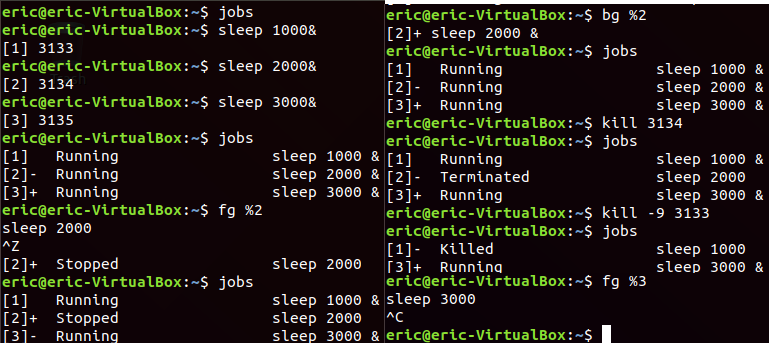 eric@eric-VirtualBox:~$ jobs
eric@eric-VirtualBox:~$ sleep 1000&
[1] 3133
eric@eric-VirtualBox:~$ sleep 2000&
[2] 3134
eric@eric-VirtualBox:~$ sleep 3000&
[3] 3135
eric@eric-VirtualBox:~$ jobs
[1]   Running                 sleep 1000 &
[2]-  Running                 sleep 2000 &
[3]+  Running                 sleep 3000 &
eric@eric-VirtualBox:~$ fg %2
sleep 2000
^Z
[2]+  Stopped                 sleep 2000
eric@eric-VirtualBox:~$ jobs
[1]   Running                 sleep 1000 &
[2]+  Stopped                 sleep 2000
[3]-  Running                 sleep 3000 &
eric@eric-VirtualBox:~$ bg %2
[2]+ sleep 2000 &
eric@eric-VirtualBox:~$ jobs
[1]   Running                 sleep 1000 &
[2]-  Running                 sleep 2000 &
[3]+  Running                 sleep 3000 &
eric@eric-VirtualBox:~$ kill 3134
eric@eric-VirtualBox:~$ jobs
[1]   Running                 sleep 1000 &
[2]-  Terminated              sleep 2000
[3]+  Running                 sleep 3000 &
eric@eric-VirtualBox:~$ kill -9 3133
eric@eric-VirtualBox:~$ jobs
[1]-  Killed                  sleep 1000
[3]+  Running                 sleep 3000 &
eric@eric-VirtualBox:~$ fg %3
sleep 3000
^C
eric@eric-VirtualBox:~$